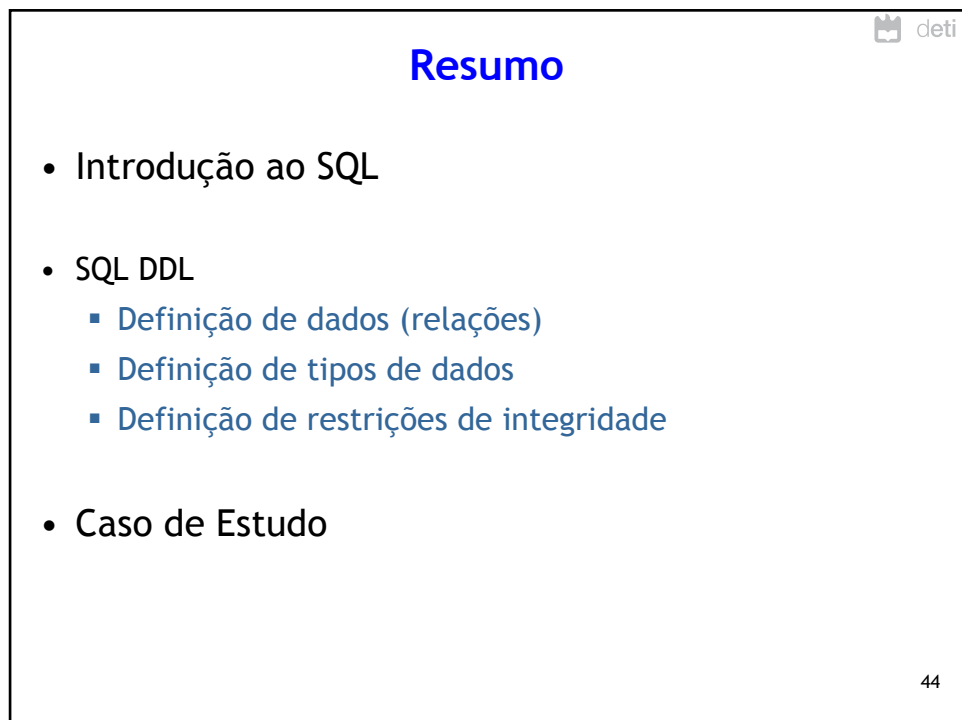 deti
Resumo
• Introdução ao SQL
• SQL DDL
▪ Definição de dados (relações)
▪ Definição de tipos de dados
▪ Definição de restrições de integridade
• Caso de Estudo
44